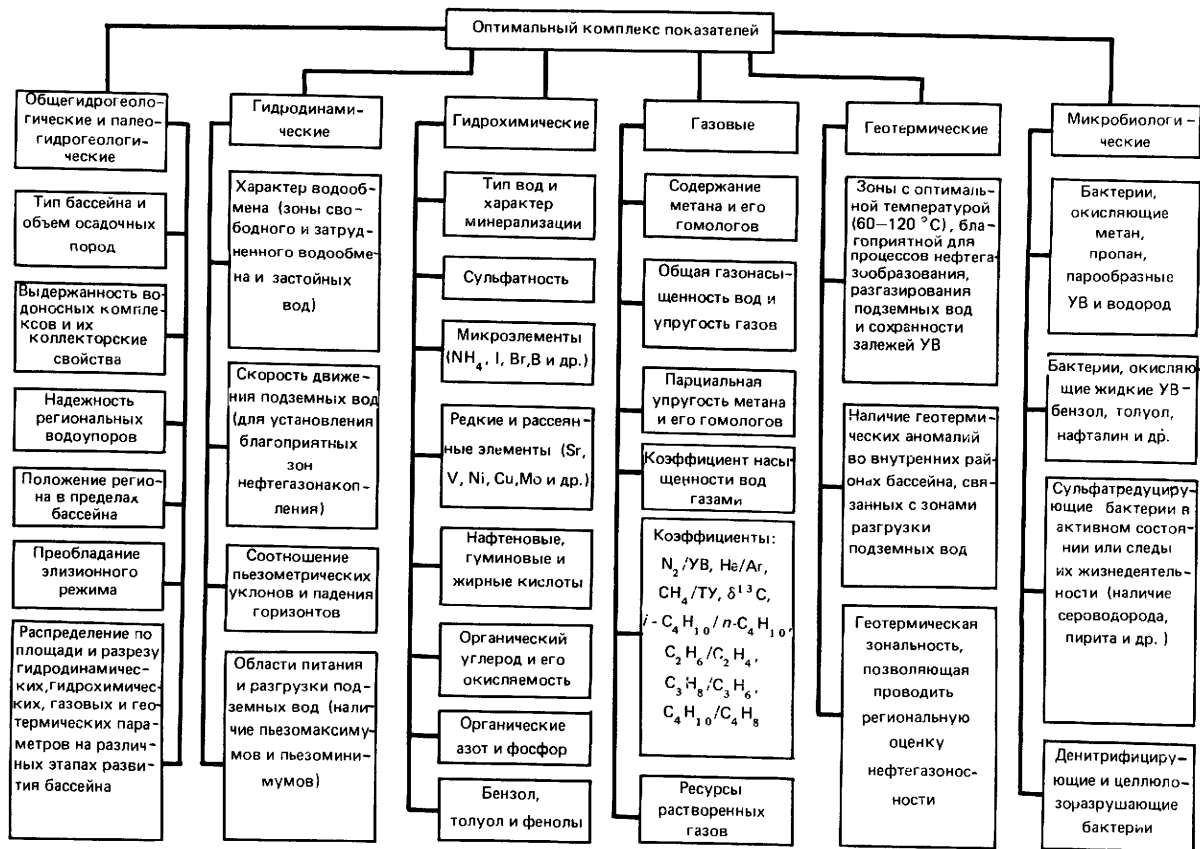 Оптимальный комплекс показателей
Общегидрогеоло-
гические и палео-
гидрогеологи-
ческие
Тип бассейна и
объем осадочных
пород
Выдержанность во-
доносных комплек-
сов и их
коллекторские
свойства
Надежность
региональных
водоупоров
Положение регио-
на в пределах
бассейна
Преобладание
элизионного
режима
Распределение по
площади и разрезу
гидродинамичес-
ких, гидрохимичес-
ких, газовых и гео-
термических пара-
метров на различ-
ных этапах разви-
тия бассейна
Гидродинами-
ческие
Характер водооб-
мена (зоны сво-
бодного и затруд-
ненного водообме-
на и застойных
вод)
Скорость движе-
ния подземных вод
(для установления
благоприятных
зон
нефтегазонакоп-
ления)
Соотношение
пьезометрических
уклонов и падения
горизонтов
Области питания
и разгрузки под-
земных вод (нали-
чие пьезомаксиму-
мов и пьезомини-
мумов)
Гидрохимические
Тип вод и
характер
минерализации
Сульфатность
Микроэлементы
(NH₄, I, Br, B и др.)
Редкие и рассеян-
ные элементы (Sr,
V, Ni, Cu, Mo и др.)
Нафтеновые,
гуминовые и
жирные кислоты
Органический
углерод и его
окисляемость
Органические
азот и фосфор
Бензол,
толуол и фенолы
Газовые
Содержание
метана и его
гомологов
Общая газонасы-
щенность вод и
упругость газов
Парциальная
упругость метана
и его гомологов
Коэффициент насы-
щенности вод
газами
Коэффициенты:
N₂/УВ, He/Ar,
CH₄/ТУ, δ¹³C,
i-C₄H₁₀/n-C₄H₁₀,
C₂H₆/C₂H₄,
C₃H₈/C₃H₆,
C₄H₁₀/C₄H₈
Ресурсы
растворенных
газов
Геотермические
Зоны с оптималь-
ной температурой
(60—120 °C), бла-
гоприятной для
процессов нефтега-
зообразования,
разгазирования
подземных вод
и сохранности
залежей УВ
Наличие геотерми-
ческих аномалий
во внутренних рай-
онах бассейна, свя-
занных с зонами
разгрузки
подземных вод
Геотермическая
зональность,
позволяющая
проводить
региональную
оценку
нефтегазонос-
ности
Микробиологи-
ческие
Бактерии,
окисляющие
метан,
пропан,
парообразные
УВ и водород
Бактерии, окисляю-
щие жидкие УВ—
бензол, толуол,
нафталин и др.
Сульфатредуциру-
ющие бактерии в
активном состоя-
нии или следы
их жизнедеятель-
ности (наличие
сероводорода,
пирита и др. )
Денитрифициру-
ющие и целлюло-
зоразрушающие
бактерии